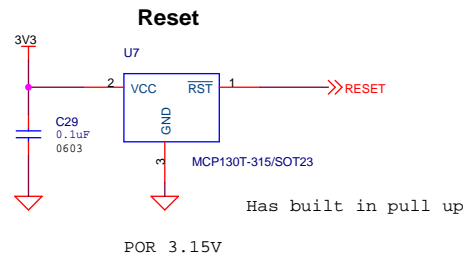 Reset
3V3
U7
2
VCC
RST
1
RESET
GND
3
C29
0.1uF
0603
MCP130T-315/SOT23
Has built in pull up
POR 3.15V